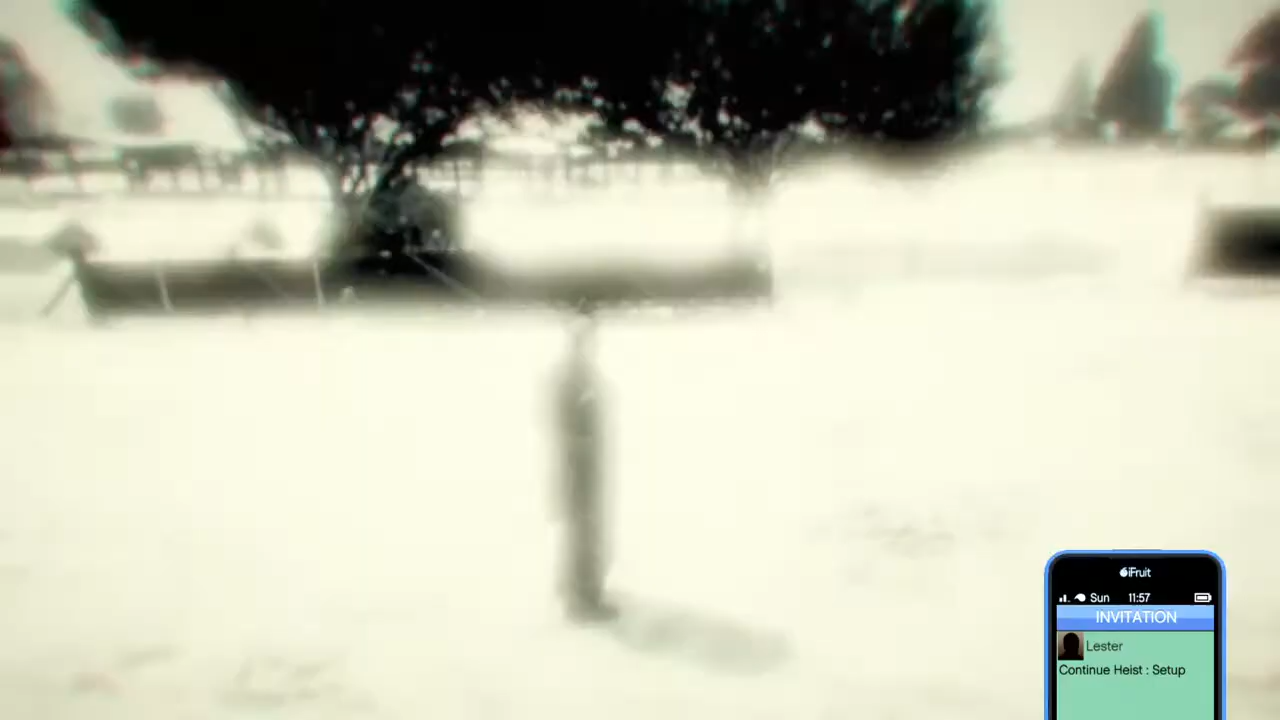 iFruit
Sun 11:57
INVITATION
Lester
Continue Heist : Setup